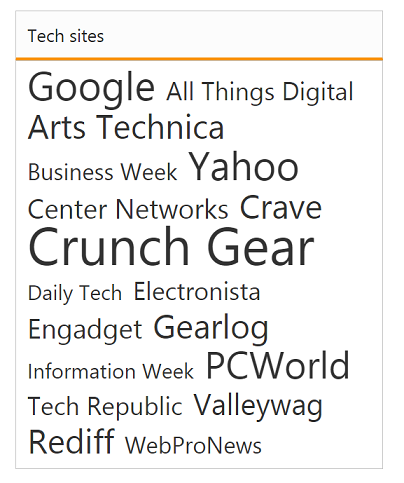 Tech sites
Google All Things Digital
Arts Technica
Business Week Yahoo
Center Networks Crave
Crunch Gear
Daily Tech Electronista
Engadget Gearlog
Information Week PCWorld
Tech Republic Valleywag
Rediff WebProNews